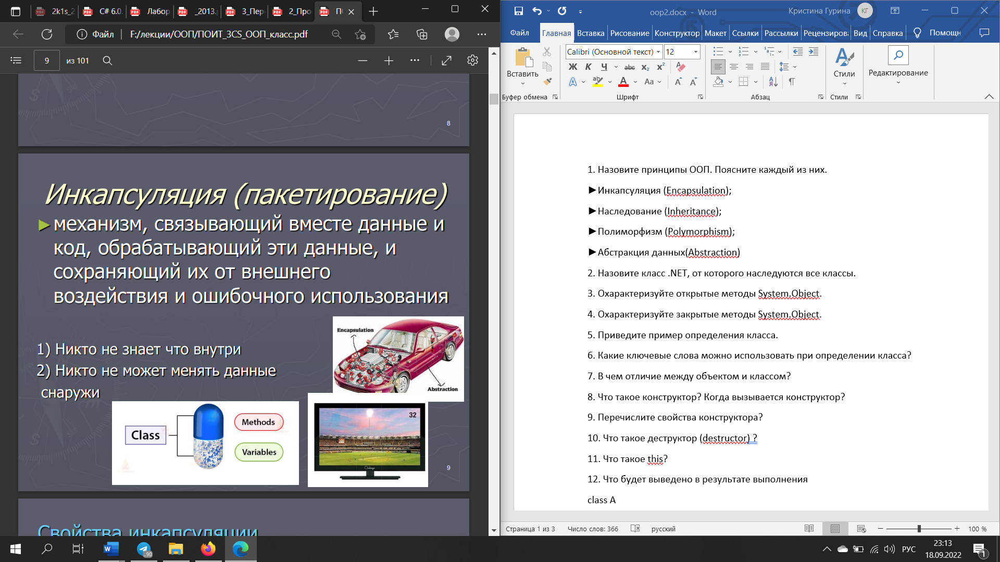 2k1s_2
C# 6.0.
Лабор
_2013.
3_Пер
2_Про
ПО
Файл
F:/лекции/ООП/ПОИТ_3CS_ООП_класс.pdf
9
из 101
8
Инкапсуляция (пакетирование)
►механизм, связывающий вместе данные и
код, обрабатывающий эти данные, и
сохраняющий их от внешнего
воздействия и ошибочного использования
1) Никто не знает что внутри
2) Никто не может менять данные
снаружи
Encapsulation
Abstraction
Class
Methods
Variables
32
9
Свойства инкапсуляции
oop2.docx - Word
Кристина Гурина
КГ
Файл
Главная
Вставка
Рисование
Конструктор
Макет
Ссылки
Рассылки
Рецензирова
Вид
Справка
Помощн
Вставить
Буфер обмена
Calibri (Основной текст)
12
Ж К Ч abc x₂ x²
Aa
Шрифт
Абзац
Стили
Стили
Редактирование
1. Назовите принципы ООП. Поясните каждый из них.
►Инкапсуляция (Encapsulation);
►Наследование (Inheritance);
►Полиморфизм (Polymorphism);
►Абстракция данных(Abstraction)
2. Назовите класс .NET, от которого наследуются все классы.
3. Охарактеризуйте открытые методы System.Object.
4. Охарактеризуйте закрытые методы System.Object.
5. Приведите пример определения класса.
6. Какие ключевые слова можно использовать при определении класса?
7. В чем отличие между объектом и классом?
8. Что такое конструктор? Когда вызывается конструктор?
9. Перечислите свойства конструктора?
10. Что такое деструктор (destructor) ?
11. Что такое this?
12. Что будет выведено в результате выполнения
class A
Страница 1 из 3
Число слов: 366
русский
100 %
90
РУС
23:13
18.09.2022
1